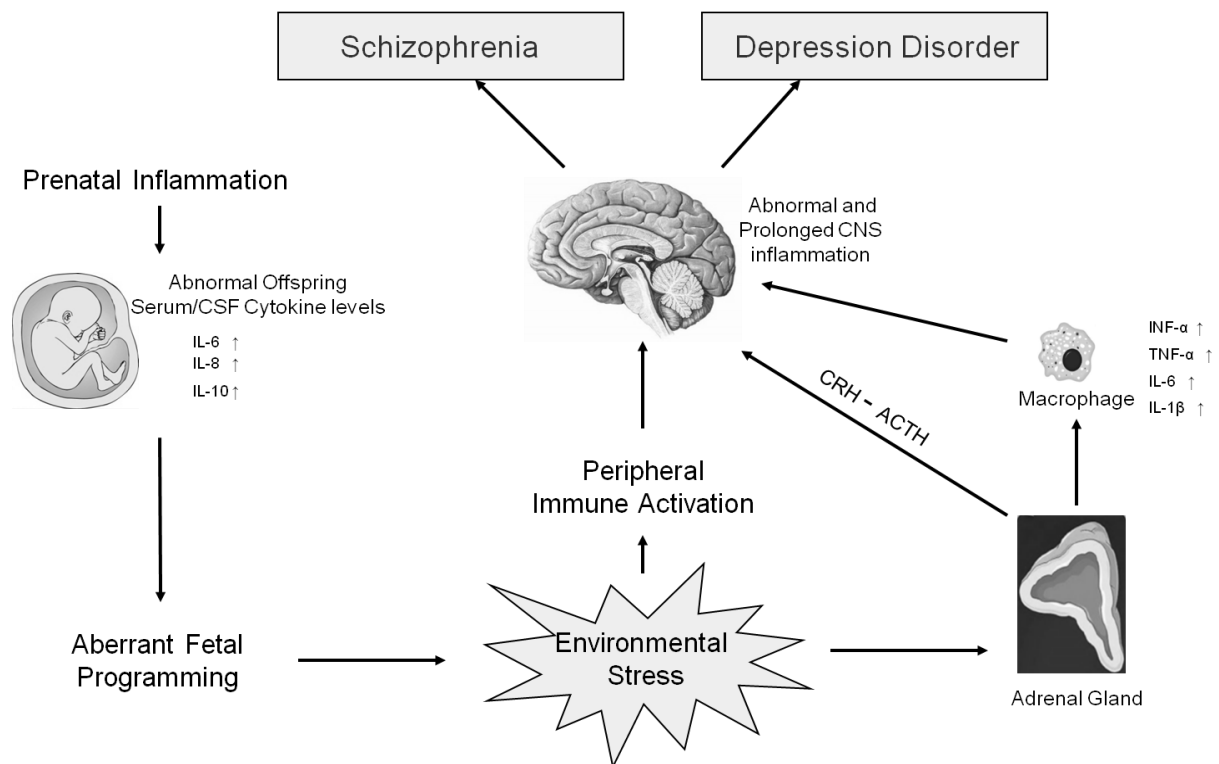 Schizophrenia
Depression Disorder
Prenatal Inflammation
Abnormal Offspring
Serum/CSF Cytokine levels
IL-6 ↑
IL-8 ↑
IL-10 ↑
Aberrant Fetal
Programming
Environmental
Stress
Peripheral
Immune Activation
Abnormal and
Prolonged CNS
inflammation
CRH – ACTH
Macrophage
INF-α ↑
TNF-α ↑
IL-6 ↑
IL-1β ↑
Adrenal Gland